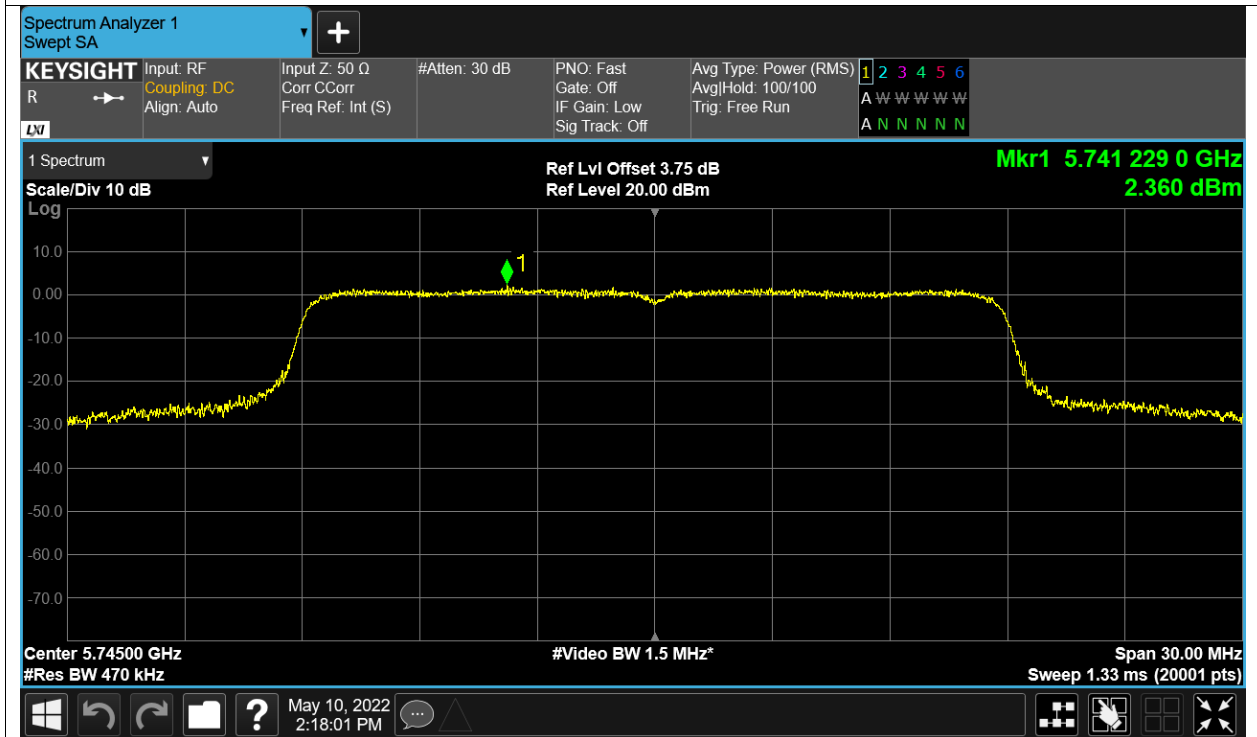 Spectrum Analyzer 1
Swept SA
KEYSIGHT
R
LXI
Input: RF
Coupling: DC
Align: Auto
Input Z: 50 Ω
Corr CCorr
Freq Ref: Int (S)
#Atten: 30 dB
PNO: Fast
Gate: Off
IF Gain: Low
Sig Track: Off
Avg Type: Power (RMS)
Avg|Hold: 100/100
Trig: Free Run
1 2 3 4 5 6
A W W W W W
A N N N N N
1 Spectrum
Scale/Div 10 dB
Log
Ref Lvl Offset 3.75 dB
Ref Level 20.00 dBm
Mkr1 5.741 229 0 GHz
2.360 dBm
1
10.0
0.00
-10.0
-20.0
-30.0
-40.0
-50.0
-60.0
-70.0
Center 5.74500 GHz
#Res BW 470 kHz
#Video BW 1.5 MHz*
Span 30.00 MHz
Sweep 1.33 ms (20001 pts)
?
May 10, 2022
2:18:01 PM